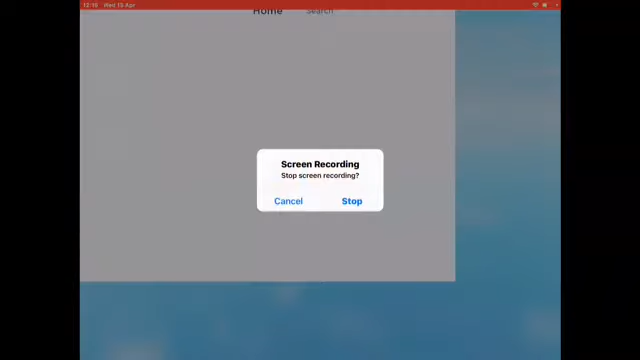 12:16 Wed 15 Apr
Home Search
Screen Recording
Stop screen recording?
Cancel Stop